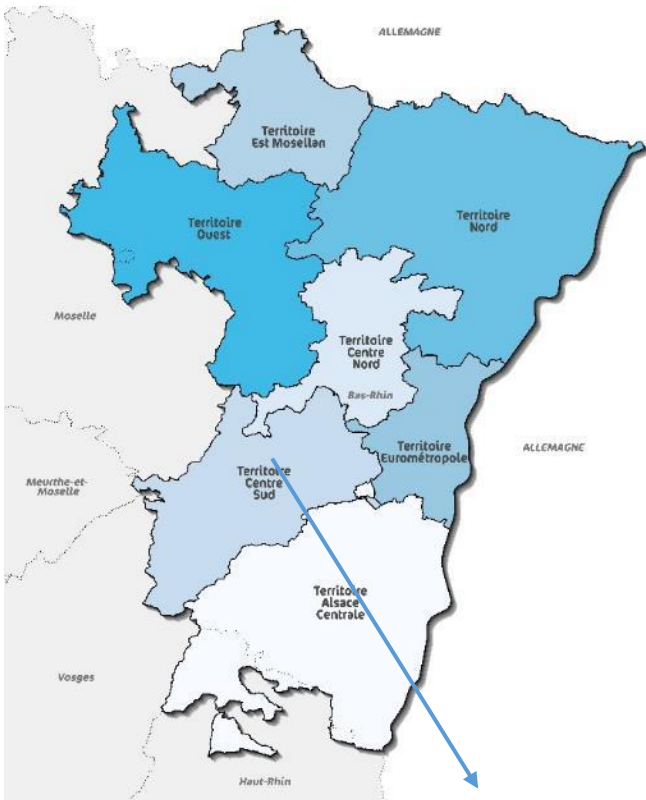 ALLEMAGNE
Territoire
Est Mosellan
Territoire
Ouest
Territoire
Nord
Moselle
Territoire
Centre
Nord
Bas-Rhin
Territoire
Eurométropole
ALLEMAGNE
Meurthe-et-
Moselle
Territoire
Centre
Sud
Territoire
Alsace
Centrale
Vosges
Haut-Rhin